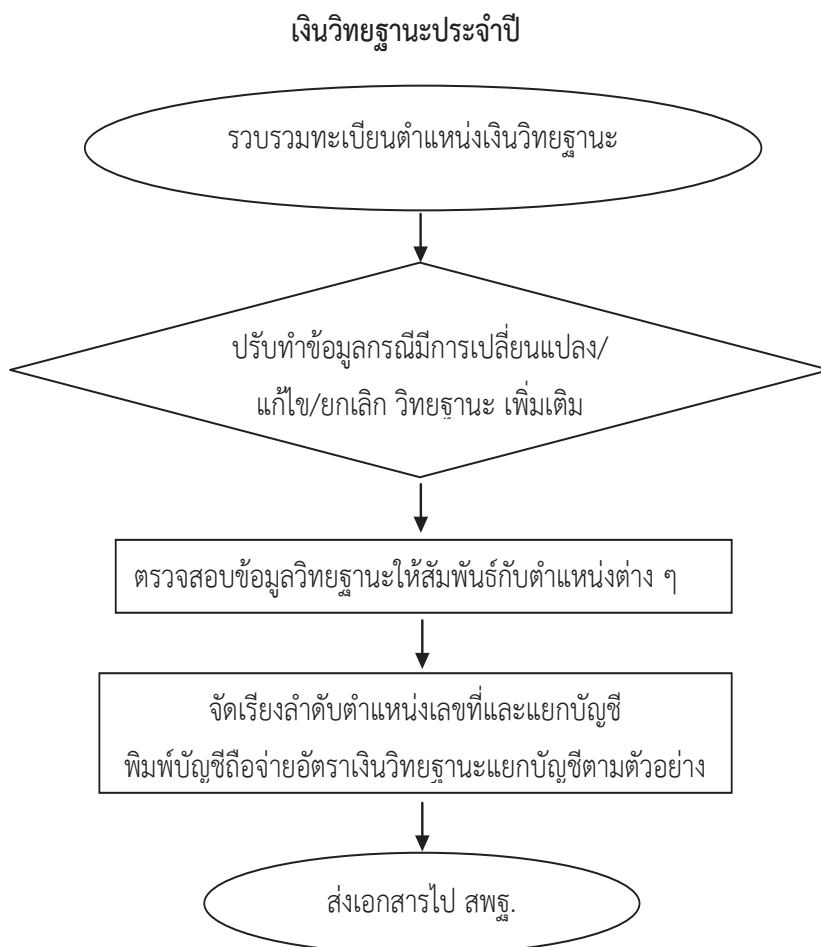 เงินวิทยฐานะประจำปี
รวบรวมทะเบียนตำแหน่งเงินวิทยฐานะ
ปรับทำข้อมูลกรณีมีการเปลี่ยนแปลง/
แก้ไข/ยกเลิก วิทยฐานะ เพิ่มเติม
ตรวจสอบข้อมูลวิทยฐานะให้สัมพันธ์กับตำแหน่งต่าง ๆ
จัดเรียงลำดับตำแหน่งเลขที่และแยกบัญชี
พิมพ์บัญชีถือจ่ายอัตราเงินวิทยฐานะแยกบัญชีตามตัวอย่าง
ส่งเอกสารไป สพฐ.